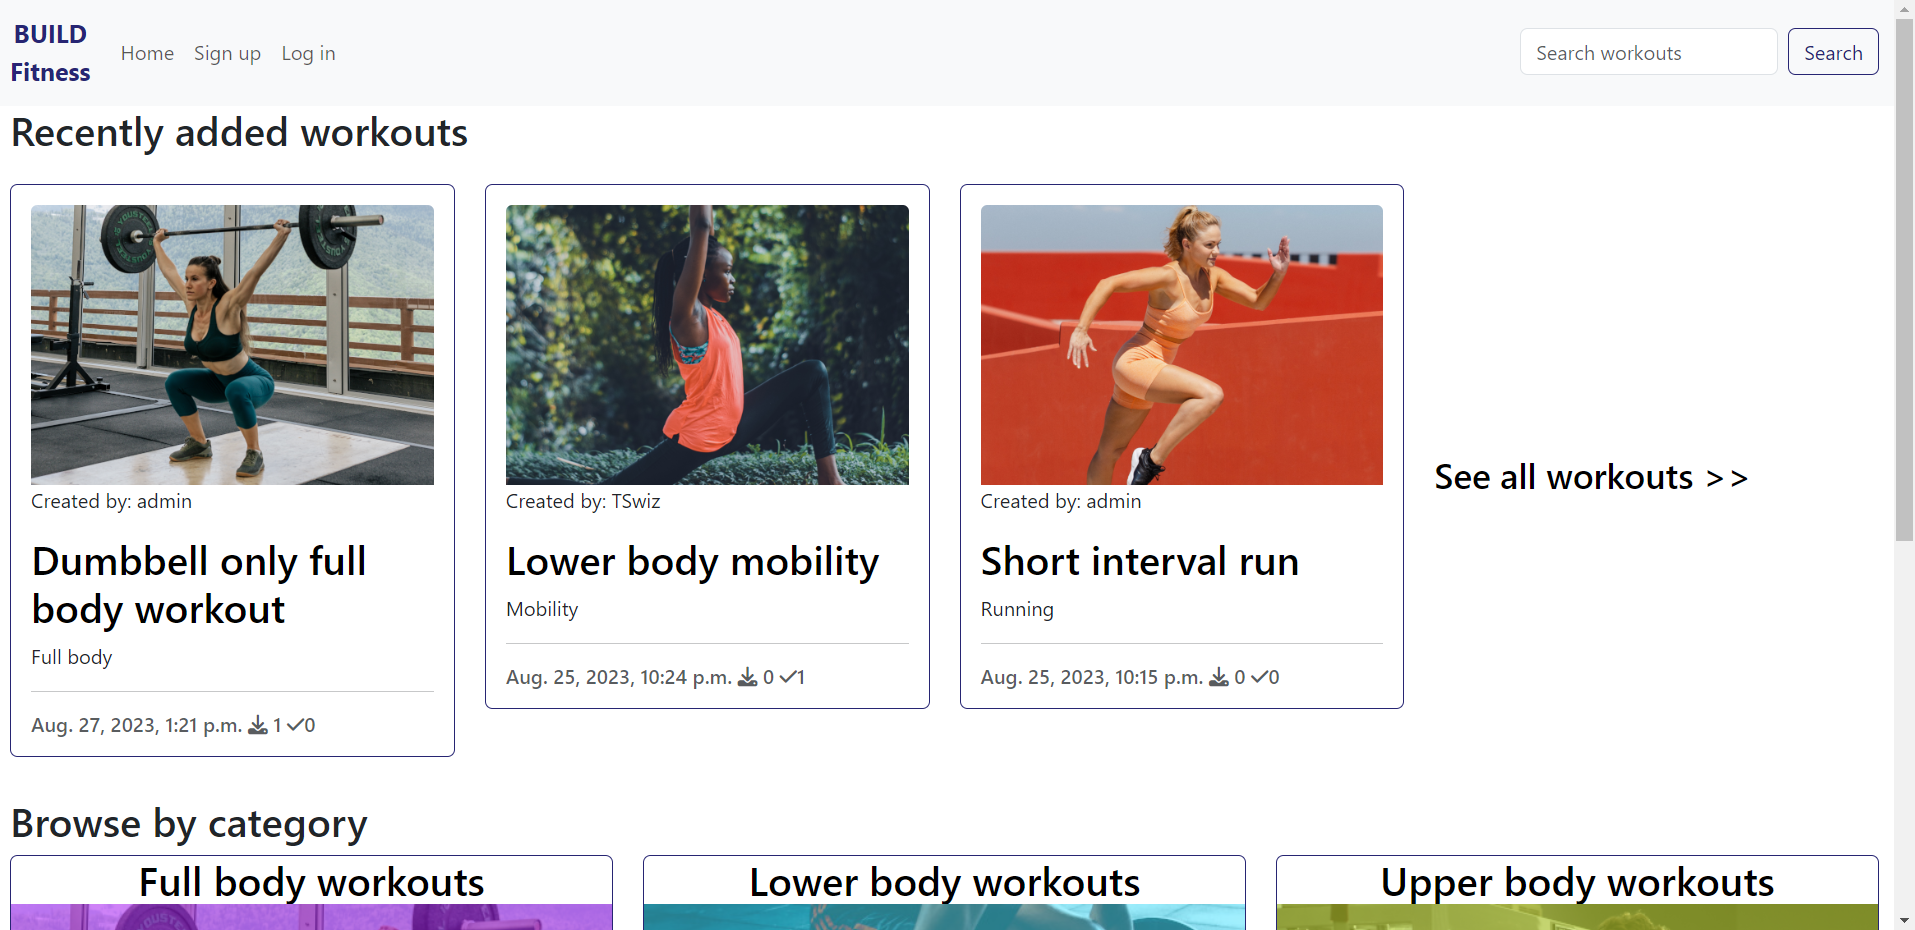 BUILD
Fitness
Home Sign up Log in
Search workouts
Search
Recently added workouts
Created by: admin
Dumbbell only full
body workout
Full body
Aug. 27, 2023, 1:21 p.m. 1 0
Created by: TSwiz
Lower body mobility
Mobility
Aug. 25, 2023, 10:24 p.m. 0 1
Created by: admin
Short interval run
Running
Aug. 25, 2023, 10:15 p.m. 0 0
See all workouts >>
Browse by category
Full body workouts
Lower body workouts
Upper body workouts